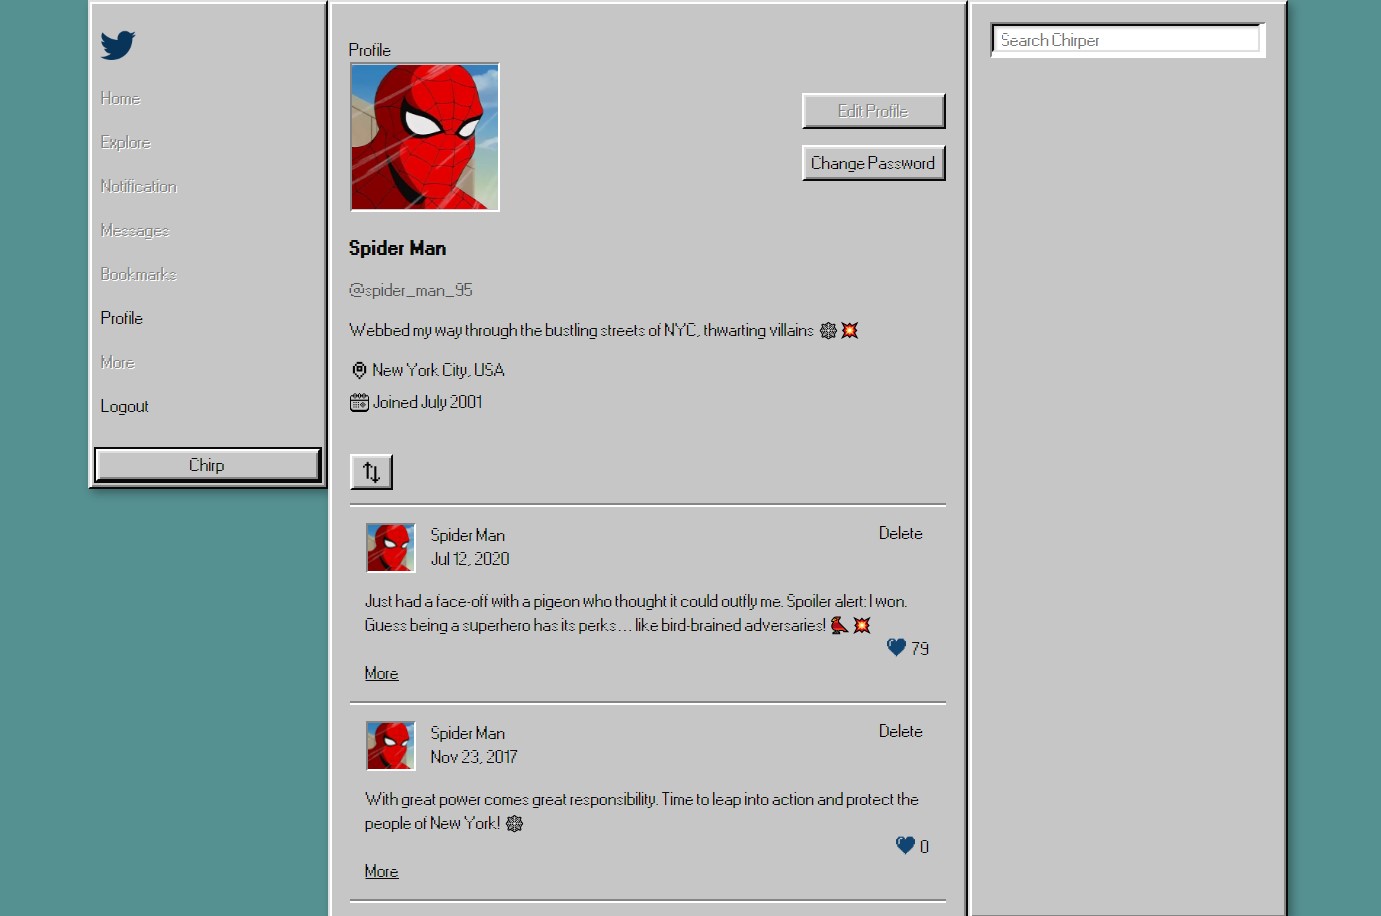 Home
Explore
Notification
Messages
Bookmarks
Profile
More
Logout
Chirp
Profile
Edit Profile
Change Password
Spider Man
@spider_man_95
Webbed my way through the bustling streets of NYC, thwarting villains 🕸️💥
New York City, USA
Joined July 2001
Spider Man
Delete
Jul 12, 2020
Just had a face-off with a pigeon who thought it could outfly me. Spoiler alert: I won.
Guess being a superhero has its perks... like bird-brained adversaries! 🐦💥
79
More
Spider Man
Delete
Nov 23, 2017
With great power comes great responsibility. Time to leap into action and protect the
people of New York! 🕸️
0
More
Search Chirper